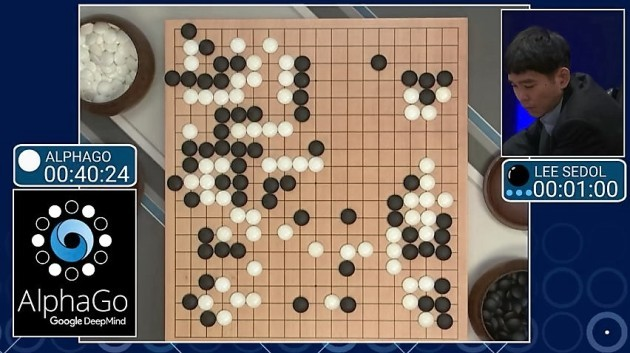 ALPHAGO
00:40:24
LEE SEDOL
00:01:00
AlphaGo
Google DeepMind